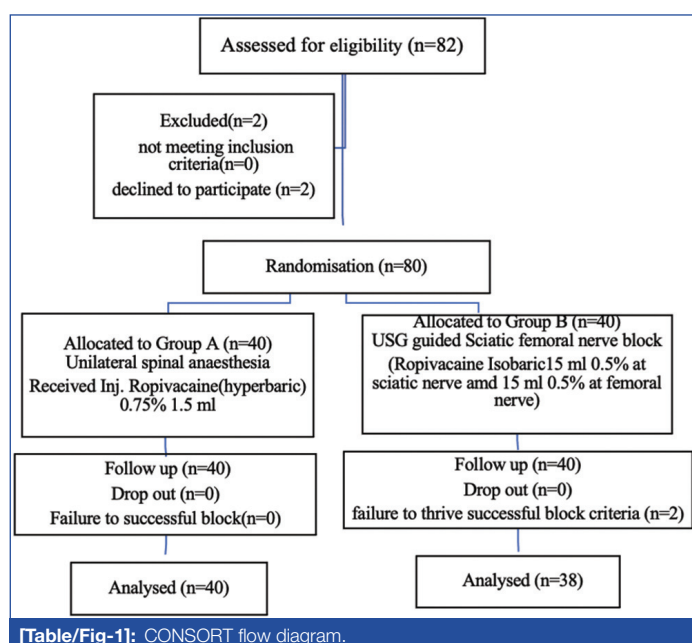 Assessed for eligibility (n=82)
Excluded(n=2)
not meeting inclusion
criteria(n=0)
declined to participate (n=2)
Randomisation (n=80)
Allocated to Group A (n=40)
Unilateral spinal anaesthesia
Received Inj. Ropivacaine(hyperbaric)
0.75% 1.5 ml
Allocated to Group B (n=40)
USG guided Sciatic femoral nerve block
(Ropivacaine Isobaric15 ml 0.5% at
sciatic nerve amd 15 ml 0.5% at femoral
nerve)
Follow up (n=40)
Drop out (n=0)
Failure to successful block(n=0)
Follow up (n=40)
Drop out (n=0)
failure to thrive successful block criteria (n=2)
Analysed (n=40)
Analysed (n=38)
[Table/Fig-1]: CONSORT flow diagram.